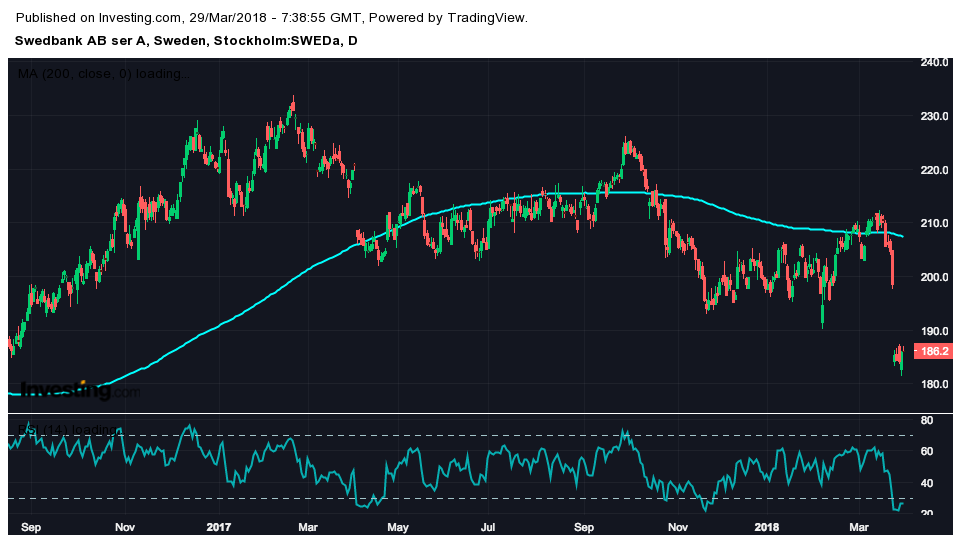 Published on Investing.com, 29/Mar/2018 - 7:38:55 GMT, Powered by TradingView.
Swedbank AB ser A, Sweden, Stockholm:SWEDa, D
MA (200, close, 0) loading...
240.0
230.0
220.0
210.0
200.0
190.0
186.2
180.0
Investing.com
RSI (14) loading...
80
60
40
20
Sep Nov 2017 Mar May Jul Sep Nov 2018 Mar